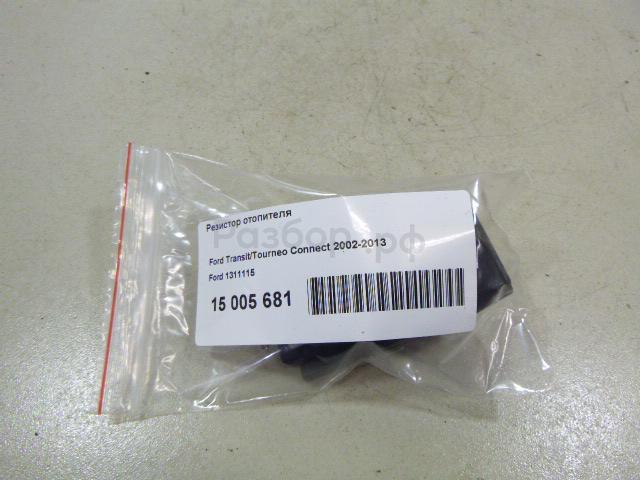 Резистор отопителя
Разбор.рф
Ford Transit/Tourneo Connect 2002-2013
Ford 1311115
15 005 681